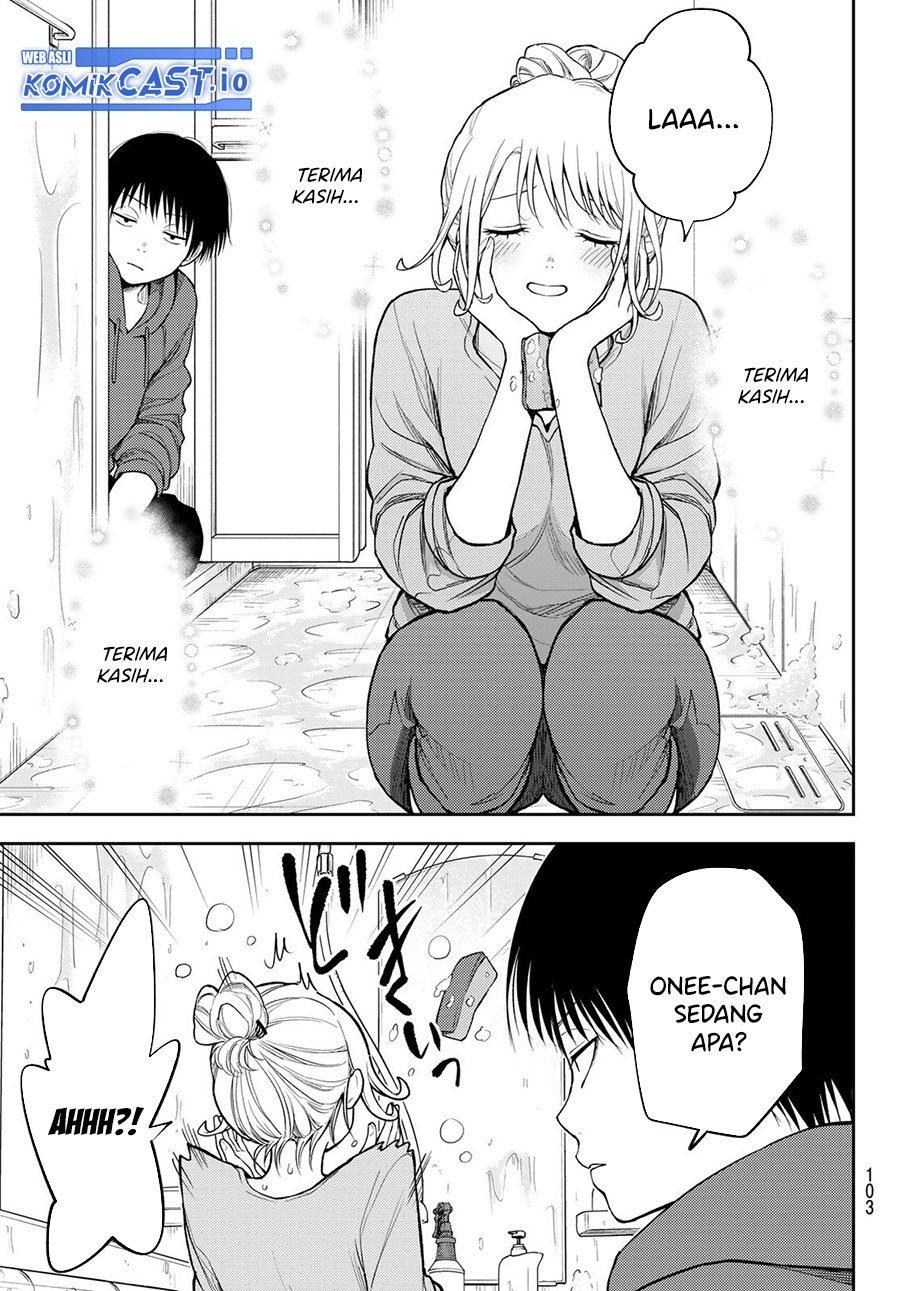 WEB ASLI
KOMIKCAST.io
LAAA...
TERIMA
KASIH...
TERIMA
KASIH...
TERIMA
KASIH...
ONEE-CHAN
SEDANG
APA?
どきいっ
AHHH?!
103